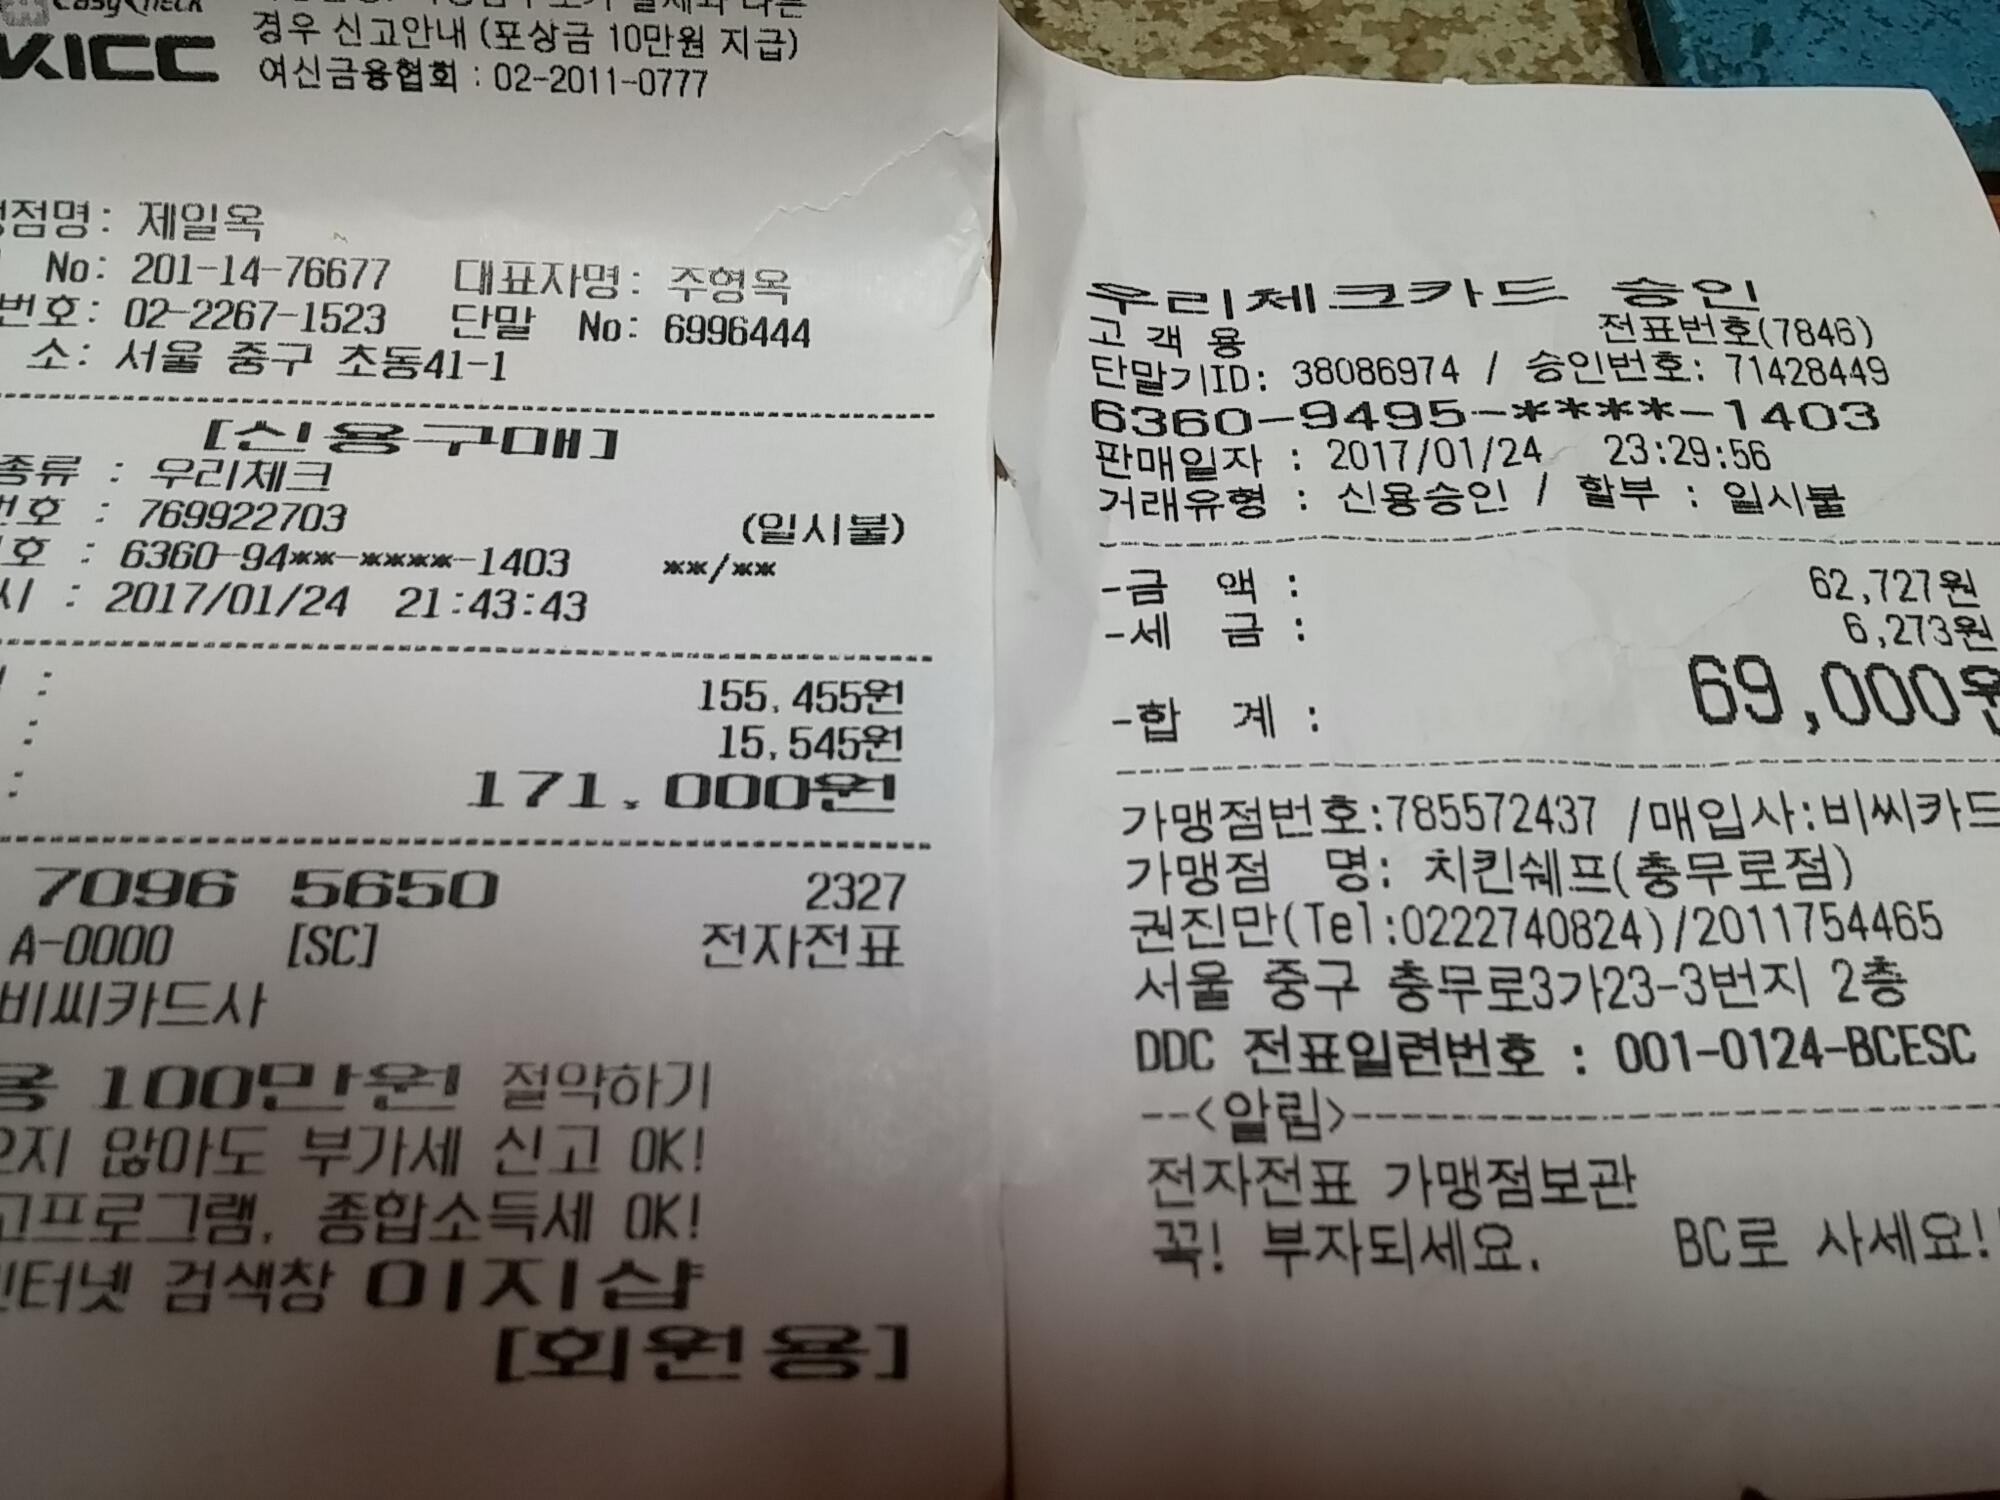 KICC
경우 신고안내 (포상금 10만원 지급)
여신금융협회 : 02-2011-0777
점명: 제일옥
No: 201-14-76677 대표자명: 주형옥
번호: 02-2267-1523 단말 No: 6996444
소: 서울 중구 초동41-1
[신용구매]
종류 : 우리체크
번호 : 769922703 (일시불)
호 : 6360-94**-****-1403 **/**
시 : 2017/01/24 21:43:43
: 155,455원
: 15,545원
: 171,000원
7096 5650 2327
A-0000 [SC] 전자전표
비씨카드사
용 100만원 절약하기
오지 않아도 부가세 신고 OK!
고프로그램, 종합소득세 OK!
인터넷 검색창 이지샵
[회원용]
우리체크카드 승인
고 객 용 전표번호(7846)
단말기ID: 38086974 / 승인번호: 71428449
6360-9495-****-1403
판매일자 : 2017/01/24 23:29:56
거래유형 : 신용승인 / 할부 : 일시불
-금 액 : 62,727원
-세 금 : 6,273원
-합 계 : 69,000원
가맹점번호:785572437 /매입사:비씨카드
가맹점 명: 치킨쉐프(충무로점)
권진만(Tel:0222740824)/2011754465
서울 중구 충무로3가23-3번지 2층
DDC 전표일련번호 : 001-0124-BCESC
--<알림>--
전자전표 가맹점보관
꼭! 부자되세요. BC로 사세요!